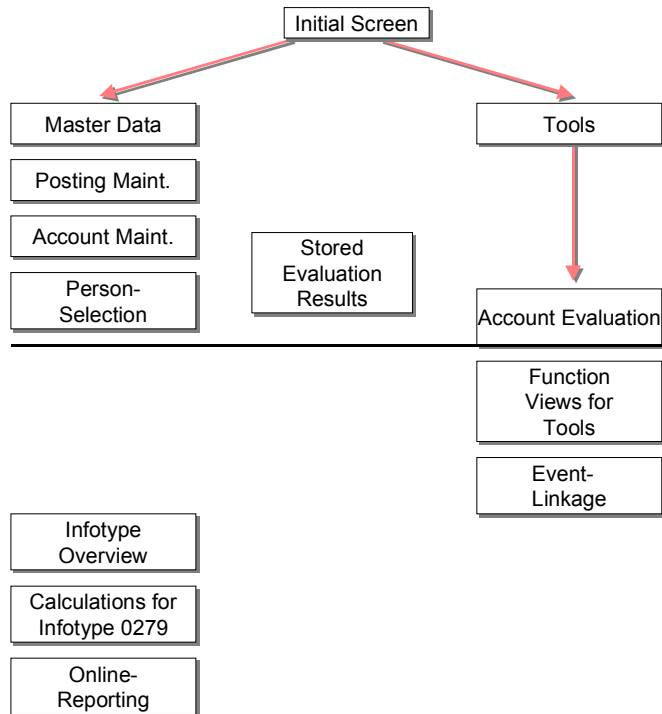 Initial Screen
Master Data
Tools
Posting Maint.
Account Maint.
Stored
Evaluation
Results
Person-
Selection
Account Evaluation
Function
Views for
Tools
Event-
Linkage
Infotype
Overview
Calculations for
Infotype 0279
Online-
Reporting